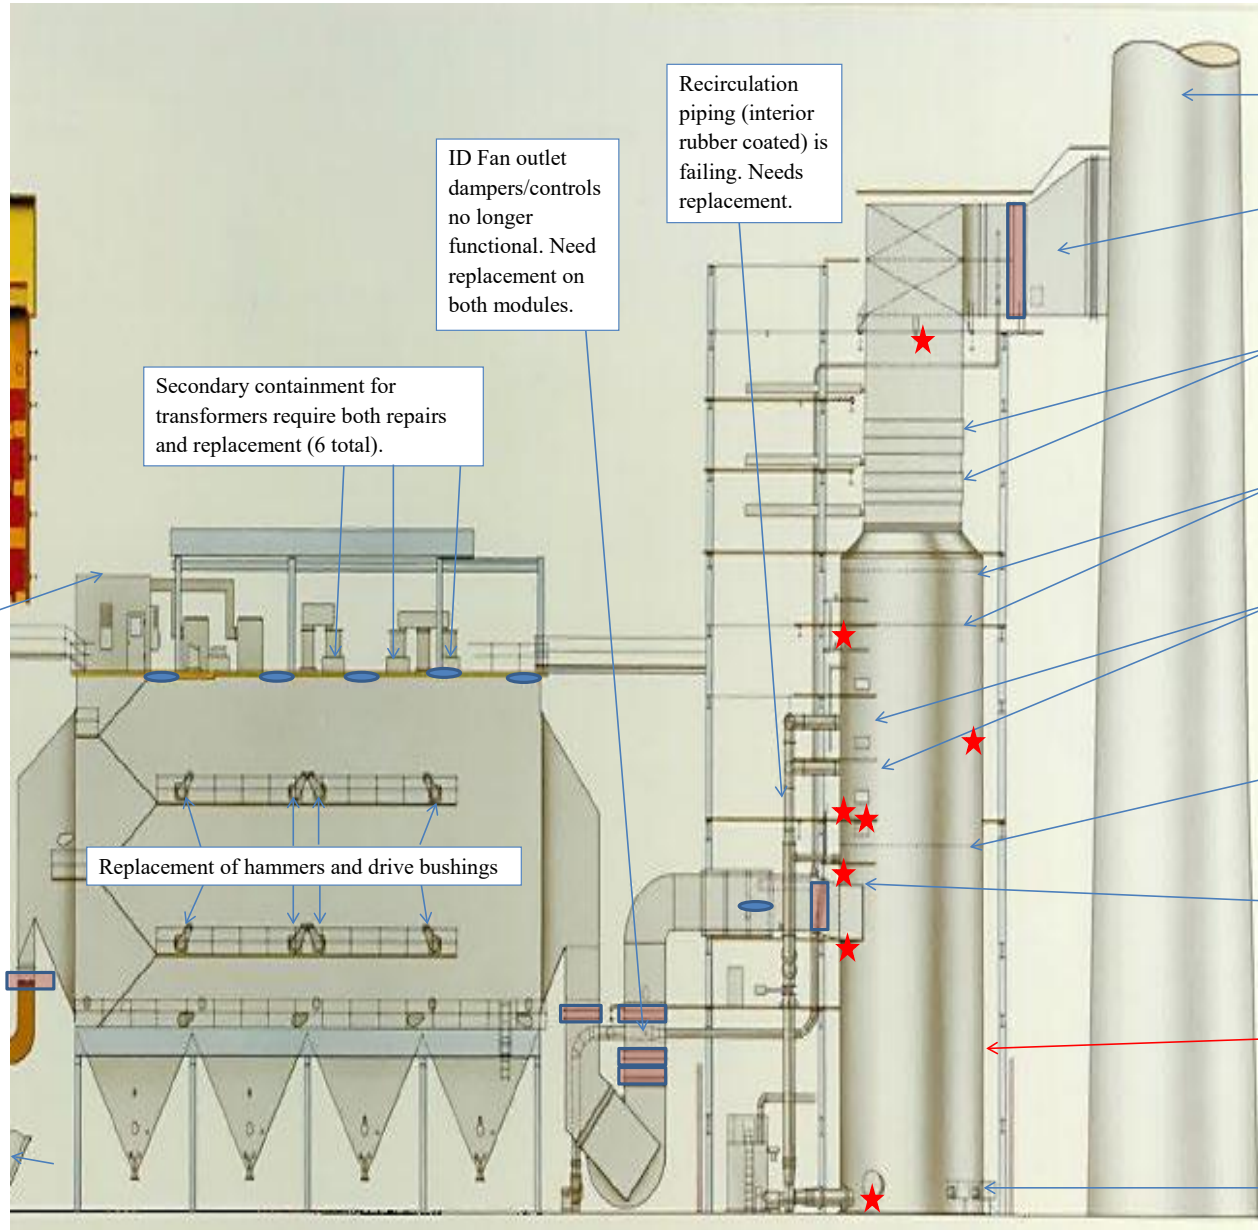 Recirculation
piping (interior
rubber coated) is
failing. Needs
replacement.
ID Fan outlet
dampers/controls
no longer
functional. Need
replacement on
both modules.
Secondary containment for
transformers require both repairs
and replacement (6 total).
Replacement of hammers and drive bushings